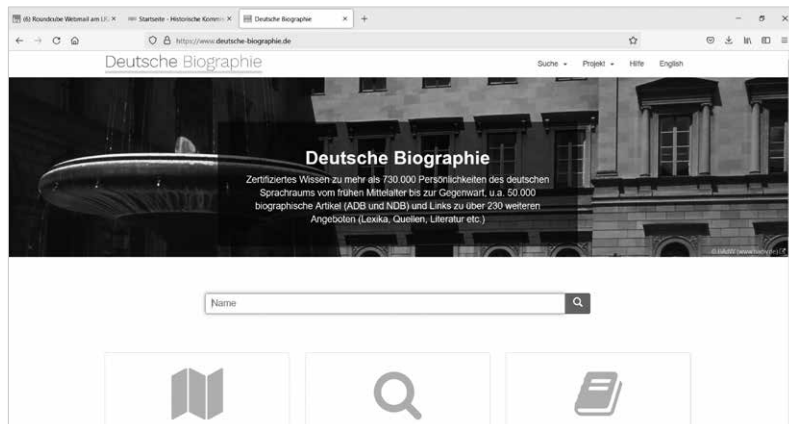 (6) Roundcube Webmail am LR
Startseite - Historische Kommis
Deutsche Biographie
https://www.deutsche-biographie.de
Deutsche Biographie
Suche
Projekt
Hilfe
English
Deutsche Biographie
Zertifiziertes Wissen zu mehr als 730.000 Persönlichkeiten des deutschen
Sprachraums vom frühen Mittelalter bis zur Gegenwart, u.a. 50 000
biographische Artikel (ADB und NDB) und Links zu über 230 weiteren
Angeboten (Lexika, Quellen, Literatur etc.)
© BAdW
Name